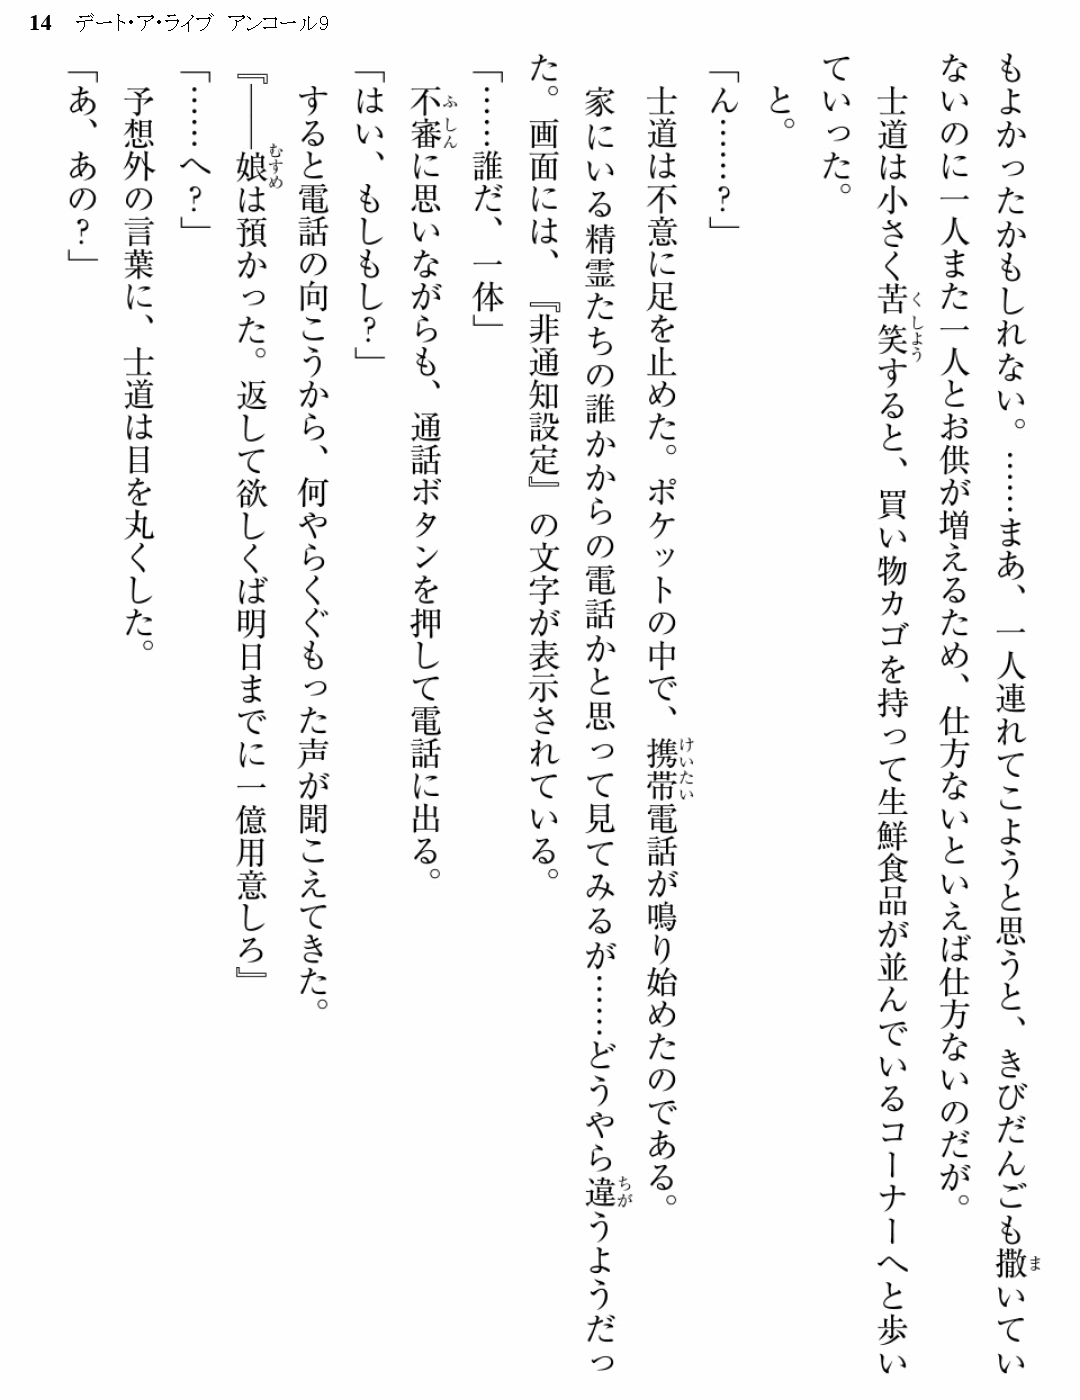 14 デート・ア・ライブ アンコール9
もよかったかもしれない。……まあ、一人連れてこようと思うと、きびだんごも撒いてい
ないのに一人また一人とお供が増えるため、仕方ないといえば仕方ないのだが。
士道は小さく苦笑すると、買い物カゴを持って生鮮食品が並んでいるコーナーへと歩い
ていった。
と。
「ん……？」
士道は不意に足を止めた。ポケットの中で、携帯電話が鳴り始めたのである。
家にいる精霊たちの誰かからの電話かと思って見てみるが……どうやら違うようだっ
た。画面には、『非通知設定』の文字が表示されている。
「……誰だ、一体」
不審に思いながらも、通話ボタンを押して電話に出る。
「はい、もしもし？」
すると電話の向こうから、何やらくぐもった声が聞こえてきた。
『――娘は預かった。返して欲しくば明日までに一億用意しろ』
「……へ？」
予想外の言葉に、士道は目を丸くした。
「あ、あの？」